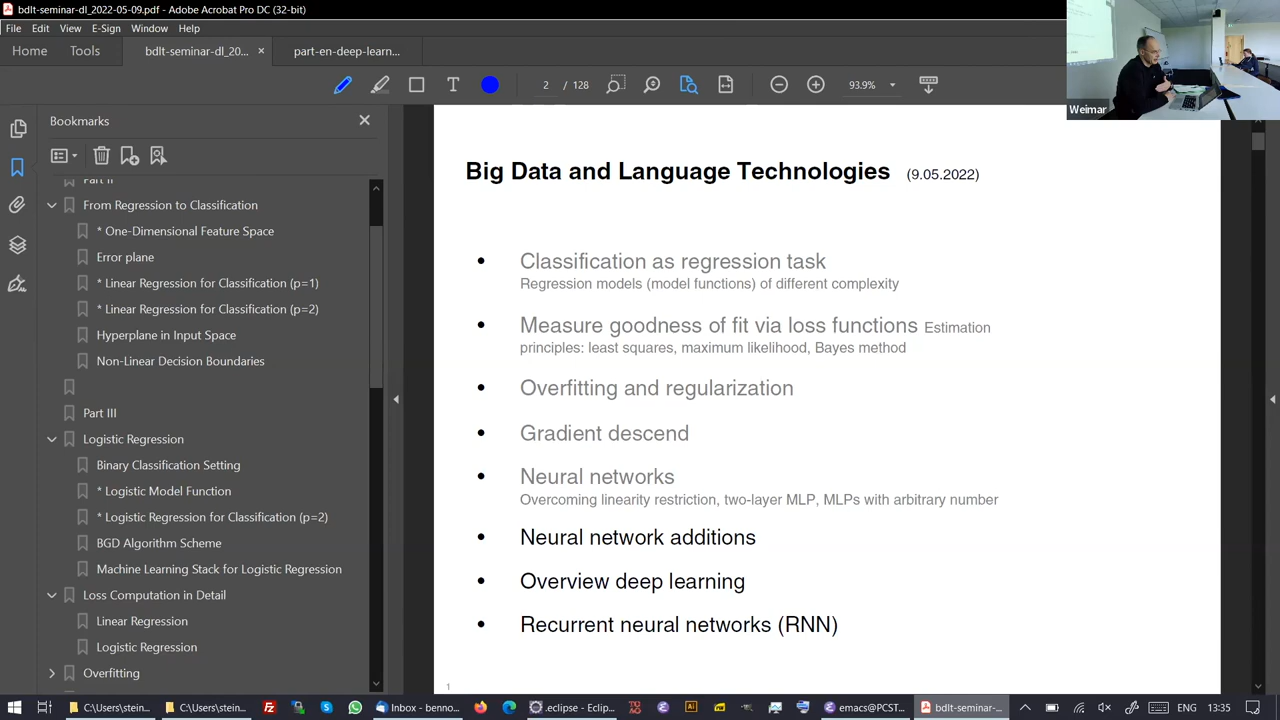 bdlt-seminar-dl_2022-05-09.pdf - Adobe Acrobat Pro DC (32-bit)
File Edit View E-Sign Window Help
Home Tools bdlt-seminar-dl_20... × part-en-deep-learn...
2 / 128 93.9%
Weimar
Bookmarks
Part II
From Regression to Classification
* One-Dimensional Feature Space
Error plane
* Linear Regression for Classification (p=1)
* Linear Regression for Classification (p=2)
Hyperplane in Input Space
Non-Linear Decision Boundaries
Part III
Logistic Regression
Binary Classification Setting
* Logistic Model Function
* Logistic Regression for Classification (p=2)
BGD Algorithm Scheme
Machine Learning Stack for Logistic Regression
Loss Computation in Detail
Linear Regression
Logistic Regression
Overfitting
Big Data and Language Technologies (9.05.2022)
• Classification as regression task
Regression models (model functions) of different complexity
• Measure goodness of fit via loss functions Estimation
principles: least squares, maximum likelihood, Bayes method
• Overfitting and regularization
• Gradient descend
• Neural networks
Overcoming linearity restriction, two-layer MLP, MLPs with arbitrary number
• Neural network additions
• Overview deep learning
• Recurrent neural networks (RNN)
1
C:\Users\stein... C:\Users\stein... Inbox - benno... .eclipse - Eclip... emacs@PCST... bdlt-seminar-... ENG 13:35